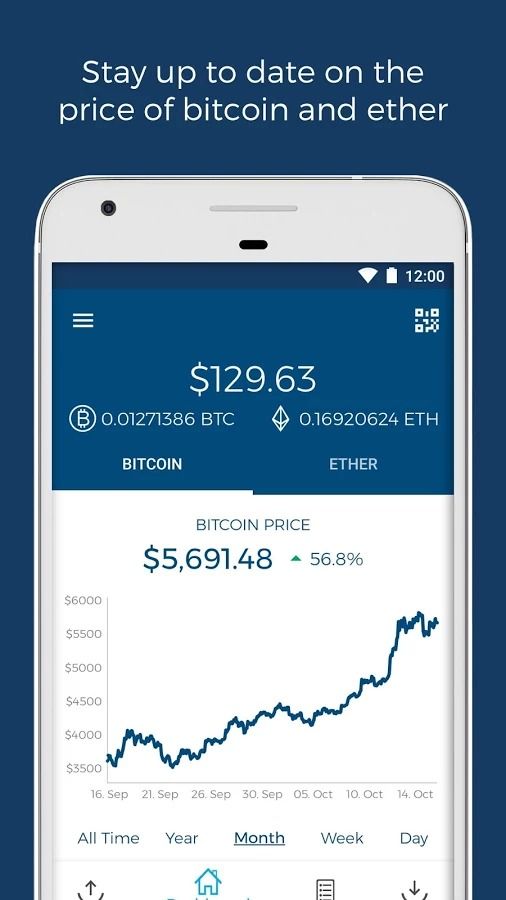 Stay up to date on the
price of bitcoin and ether
12:00
$129.63
0.01271386 BTC
0.16920624 ETH
BITCOIN
ETHER
BITCOIN PRICE
$5,691.48
56.8%
$6000
$5500
$5000
$4500
$4000
$3500
16. Sep 21. Sep 26. Sep 30. Sep 05. Oct 10. Oct 14. Oct
All Time Year Month Week Day